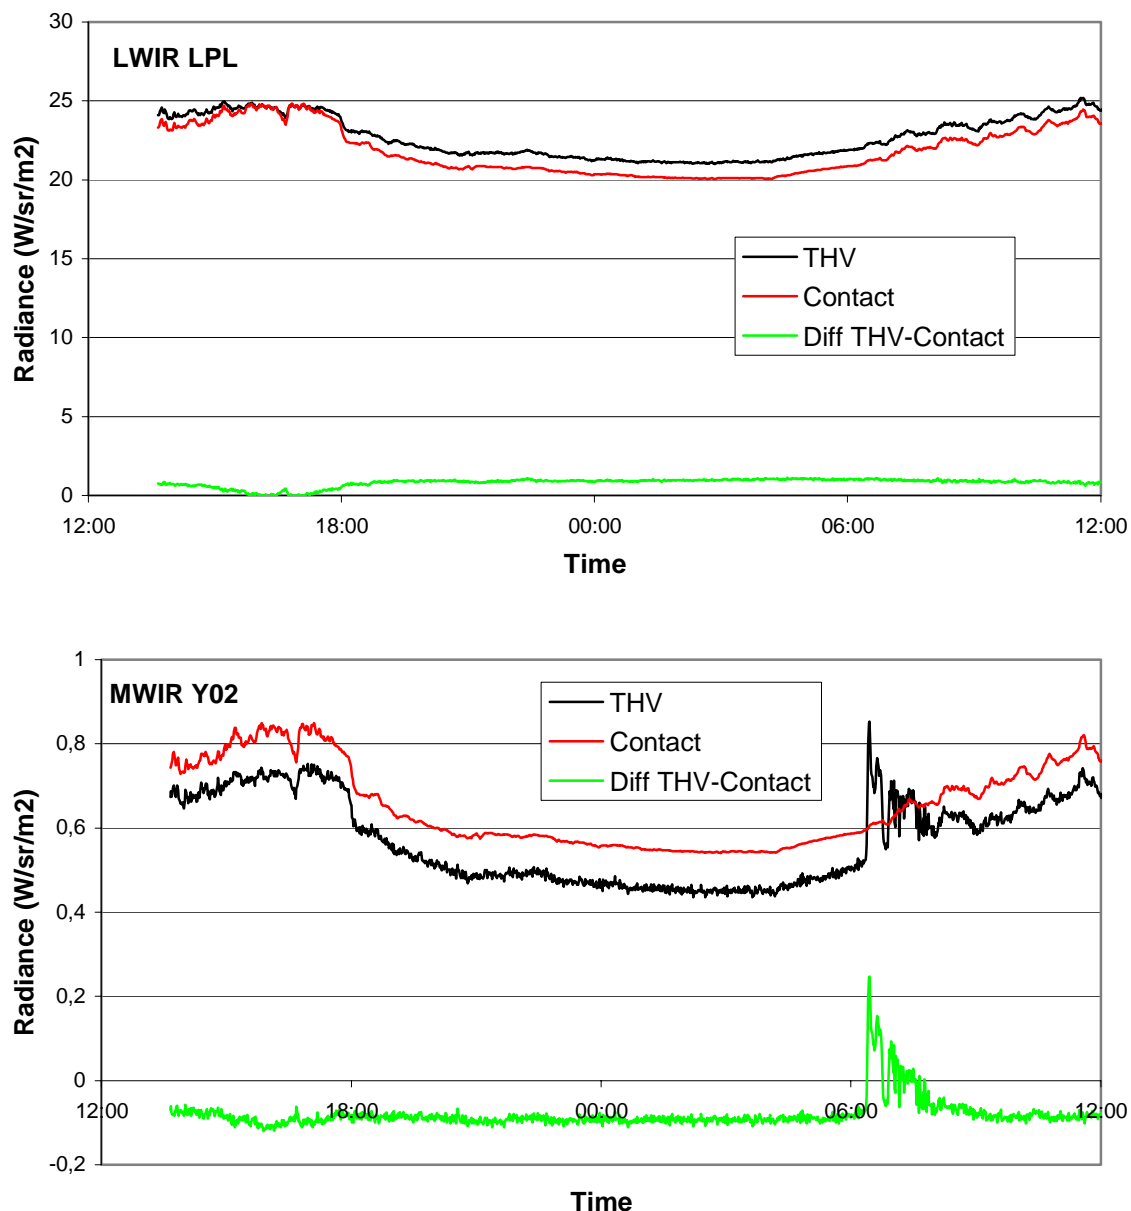 30
LWIR LPL
25
20
15
10
5
0
Radiance (W/sr/m2)
THV
Contact
Diff THV-Contact
12:00 18:00 00:00 06:00 12:00
Time
1
MWIR Y02
0,8
0,6
0,4
0,2
0
-0,2
Radiance (W/sr/m2)
THV
Contact
Diff THV-Contact
12:00 18:00 00:00 06:00 12:00
Time